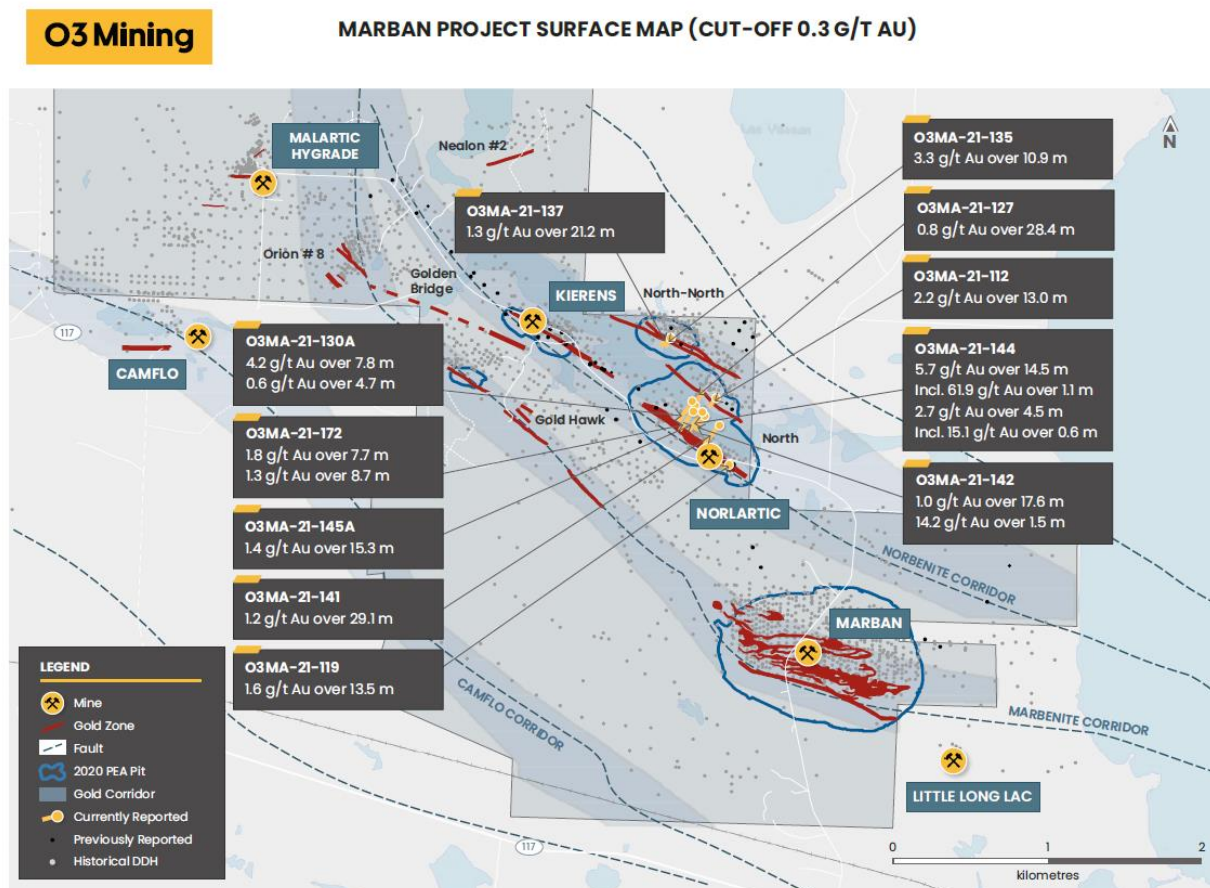 O3 Mining
MARBAN PROJECT SURFACE MAP (CUT-OFF 0.3 G/T AU)
MALARTIC
HYGRADE
Nealon #2
N
O3MA-21-135
3.3 g/t Au over 10.9 m
O3MA-21-137
1.3 g/t Au over 21.2 m
O3MA-21-127
0.8 g/t Au over 28.4 m
Orion # 8
Golden
Bridge
KIERENS
North-North
O3MA-21-112
2.2 g/t Au over 13.0 m
117
CAMFLO
O3MA-21-130A
4.2 g/t Au over 7.8 m
0.6 g/t Au over 4.7 m
O3MA-21-144
5.7 g/t Au over 14.5 m
Incl. 61.9 g/t Au over 1.1 m
2.7 g/t Au over 4.5 m
Incl. 15.1 g/t Au over 0.6 m
Gold Hawk
North
O3MA-21-172
1.8 g/t Au over 7.7 m
1.3 g/t Au over 8.7 m
O3MA-21-142
1.0 g/t Au over 17.6 m
14.2 g/t Au over 1.5 m
NORLARTIC
O3MA-21-145A
1.4 g/t Au over 15.3 m
NORBENITE CORRIDOR
O3MA-21-141
1.2 g/t Au over 29.1 m
MARBAN
O3MA-21-119
1.6 g/t Au over 13.5 m
CAMFLO CORRIDOR
MARBENITE CORRIDOR
LITTLE LONG LAC
LEGEND
Mine
Gold Zone
Fault
2020 PEA Pit
Gold Corridor
Currently Reported
Previously Reported
Historical DDH
117
0 1 2
kilometres